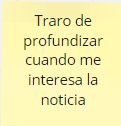 Traro de
profundizar
cuando me
interesa la
noticia